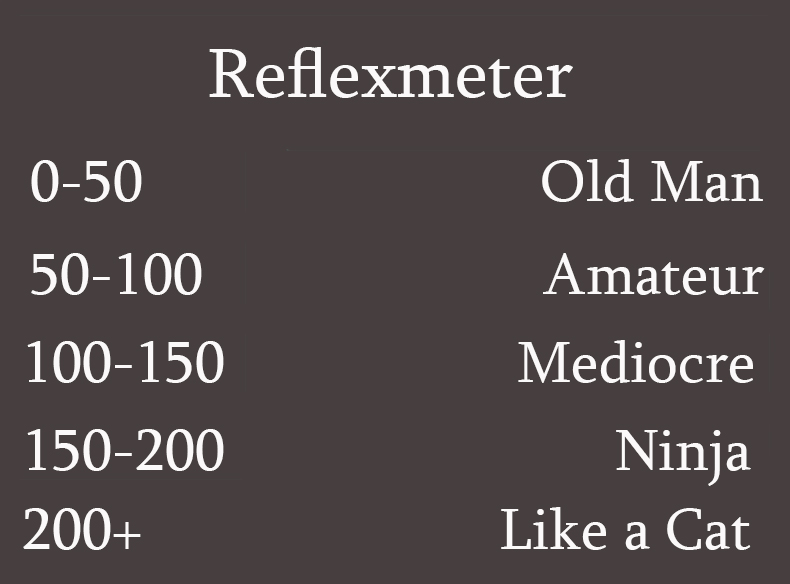 Reflexmeter
0-50 Old Man
50-100 Amateur
100-150 Mediocre
150-200 Ninja
200+ Like a Cat